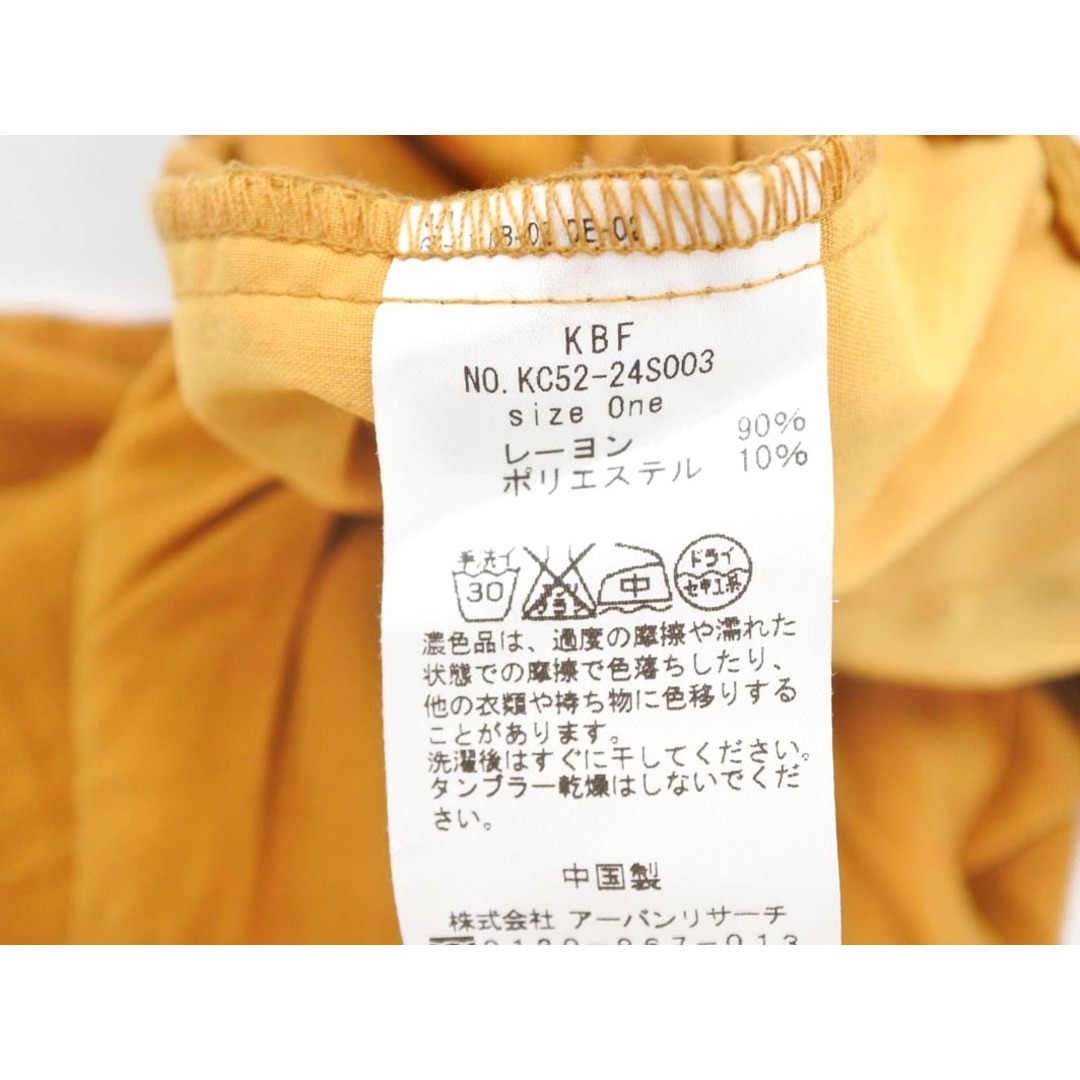 KBF
NO. KC52-24S003
size One
レーヨン 90%
ポリエステル 10%
手洗イ ドライ
30 中 セキユ系
濃色品は、過度の摩擦や濡れた
状態での摩擦で色落ちしたり、
他の衣類や持ち物に色移りする
ことがあります。
洗濯後はすぐに干してください。
タンブラー乾燥はしないでくだ
さい。
中国製
株式会社 アーバンリサーチ
0120-967-013